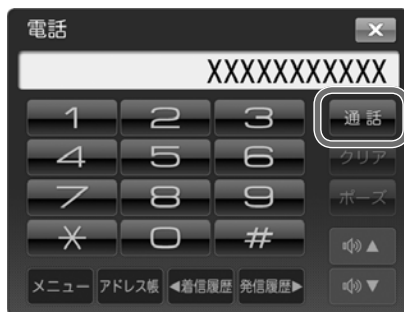 電話
XXXXXXXXXXX
1 2 3 通話
4 5 6 クリア
7 8 9 ポーズ
* 0 # ▲
メニュー アドレス帳 ◀着信履歴 発信履歴▶ ▼